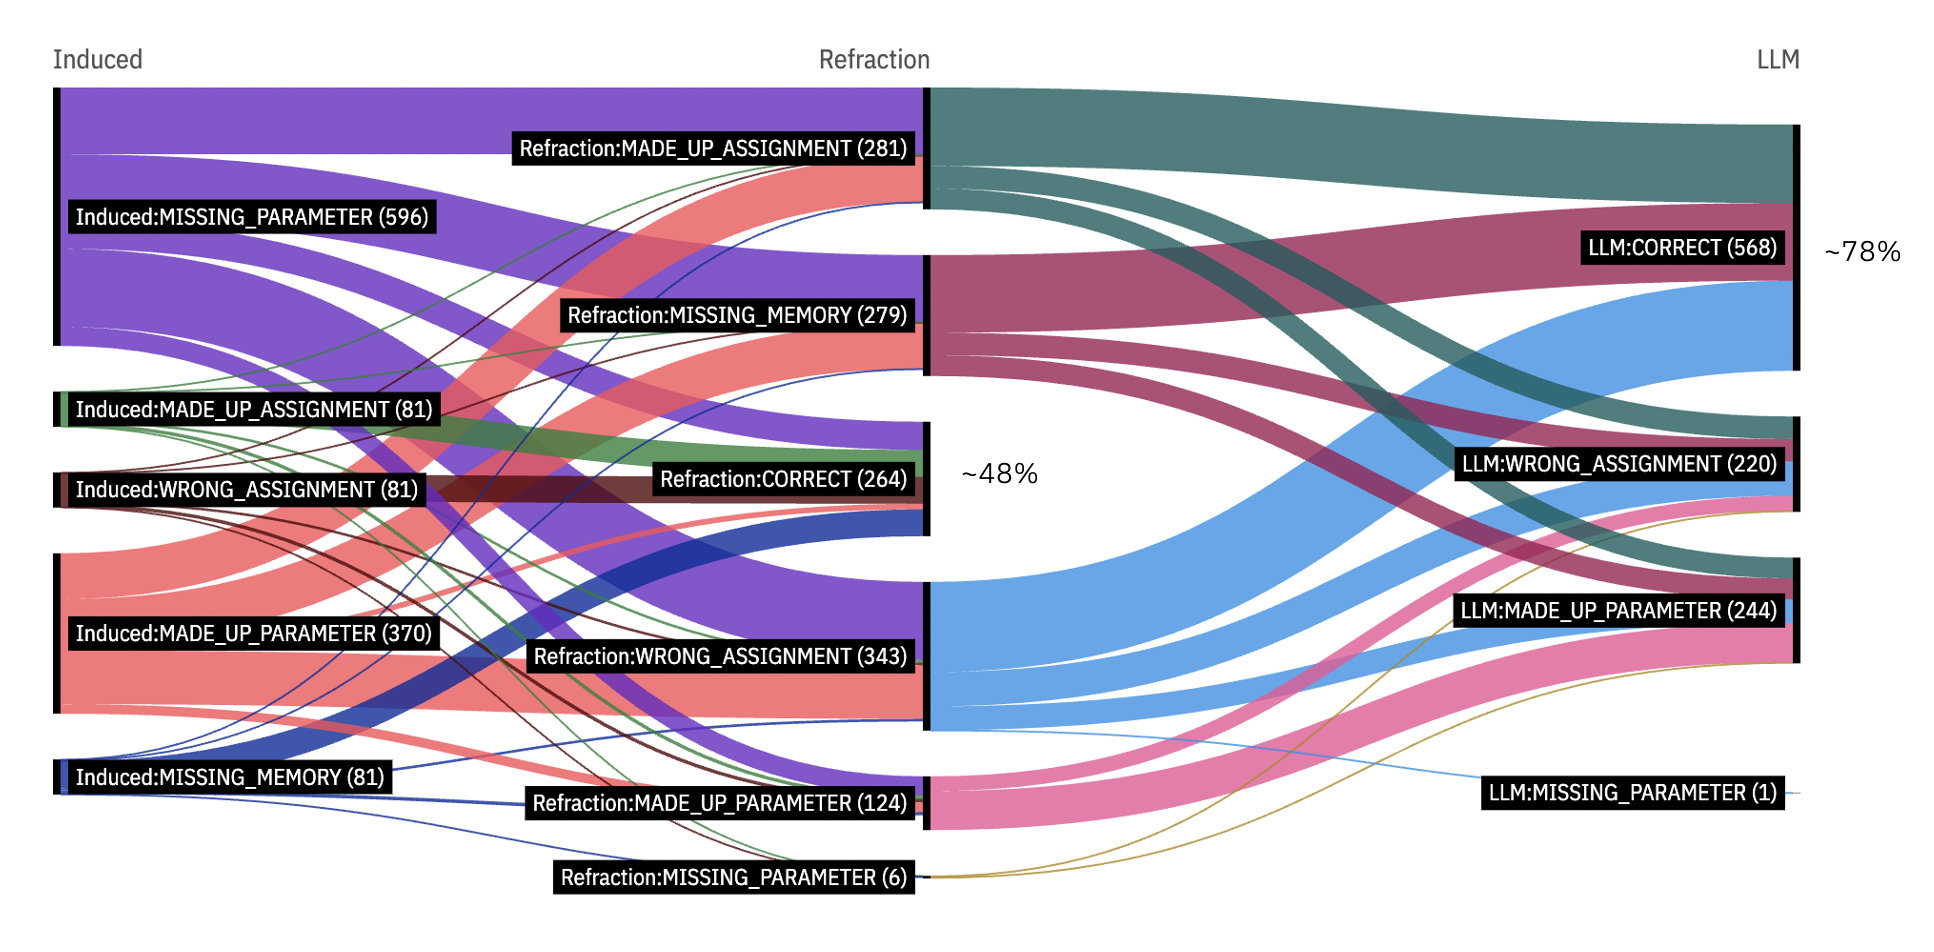 Induced
Refraction
LLM
Refraction:MADE_UP_ASSIGNMENT (281)
Induced:MISSING_PARAMETER (596)
LLM:CORRECT (568)
~78%
Refraction:MISSING_MEMORY (279)
Induced:MADE_UP_ASSIGNMENT (81)
LLM:WRONG_ASSIGNMENT (220)
Refraction:CORRECT (264)
~48%
Induced:WRONG_ASSIGNMENT (81)
LLM:MADE_UP_PARAMETER (244)
Induced:MADE_UP_PARAMETER (370)
Refraction:WRONG_ASSIGNMENT (343)
Induced:MISSING_MEMORY (81)
LLM:MISSING_PARAMETER (1)
Refraction:MADE_UP_PARAMETER (124)
Refraction:MISSING_PARAMETER (6)